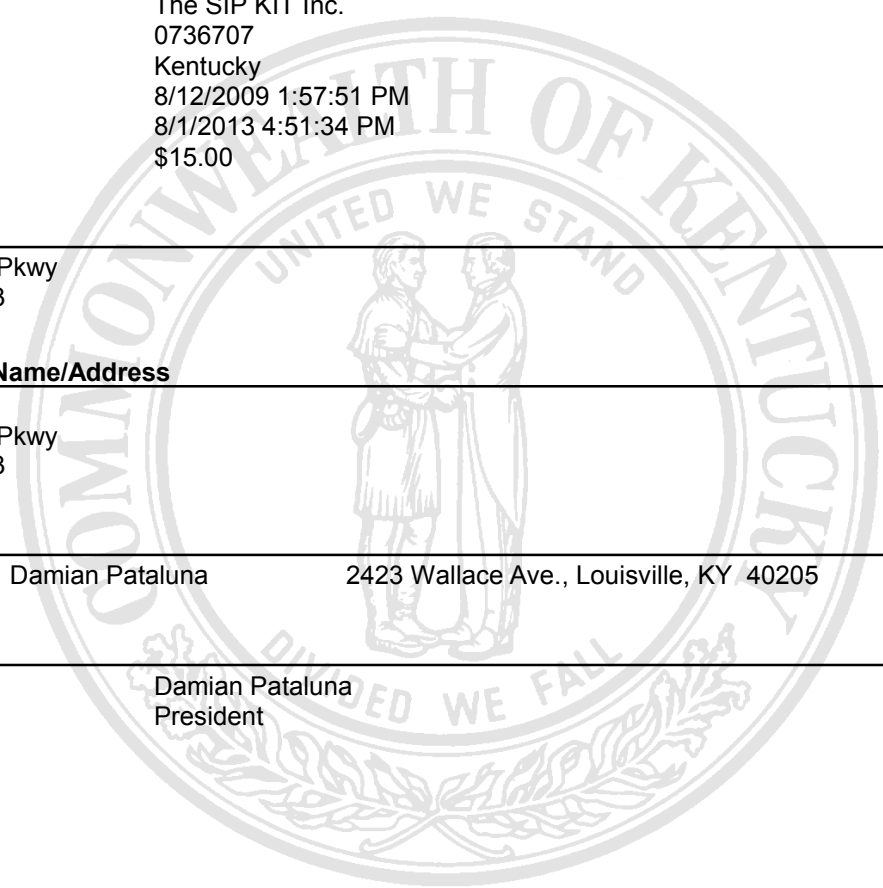 The SIP KIT Inc.
0736707
Kentucky
8/12/2009 1:57:51 PM
8/1/2013 4:51:34 PM
$15.00
Pkwy
Name/Address
Pkwy
Damian Pataluna 2423 Wallace Ave., Louisville, KY 40205
Damian Pataluna
President
COMMONWEALTH OF KENTUCKY
UNITED WE STAND
DIVIDED WE FALL